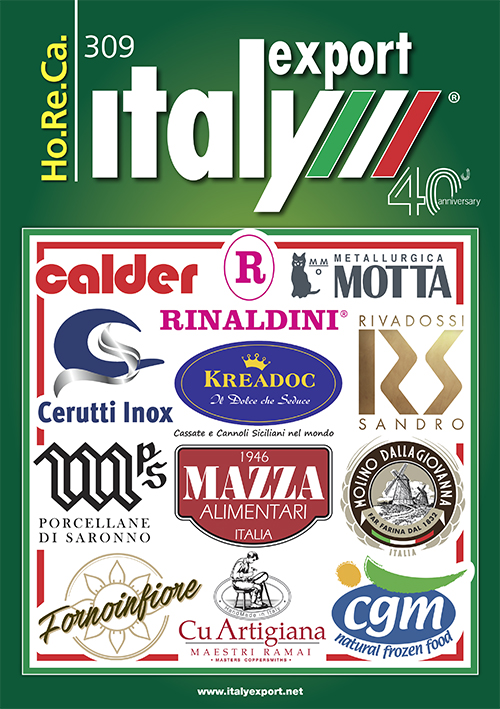 Ho.Re.Ca.
309
export
italy
®
40
anniversary
calder
R
RINALDINI®
MM
O
METALLURGICA
MOTTA
Cerutti Inox
KREADOC
Il Dolce che Seduce
Cassate e Cannoli Siciliani nel mondo
RIVADOSSI
RS
SANDRO
mps
PORCELLANE
DI SARONNO
1946
MAZZA
ALIMENTARI
ITALIA
MOLINO DALLAGIOVANNA
FAR FARINA DAL 1832
ITALIA
Fornoinfiore
HandMade in Italy
Cu Artigiana
MAESTRI RAMAI
• MASTERS COPPERSMITHS •
cgm
natural frozen food
www.italyexport.net